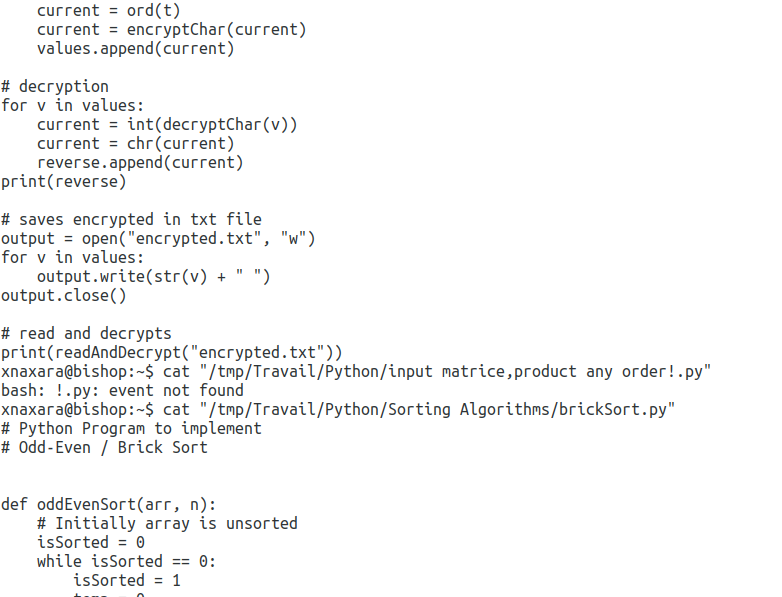 current = ord(t)
    current = encryptChar(current)
    values.append(current)

# decryption
for v in values:
    current = int(decryptChar(v))
    current = chr(current)
    reverse.append(current)
print(reverse)

# saves encrypted in txt file
output = open("encrypted.txt", "w")
for v in values:
    output.write(str(v) + " ")
output.close()

# read and decrypts
print(readAndDecrypt("encrypted.txt"))
xnaxara@bishop:~$ cat "/tmp/Travail/Python/input matrice,product any order!.py"
bash: !.py: event not found
xnaxara@bishop:~$ cat "/tmp/Travail/Python/Sorting Algorithms/brickSort.py"
# Python Program to implement
# Odd-Even / Brick Sort


def oddEvenSort(arr, n):
    # Initially array is unsorted
    isSorted = 0
    while isSorted == 0:
        isSorted = 1
        temp = 0